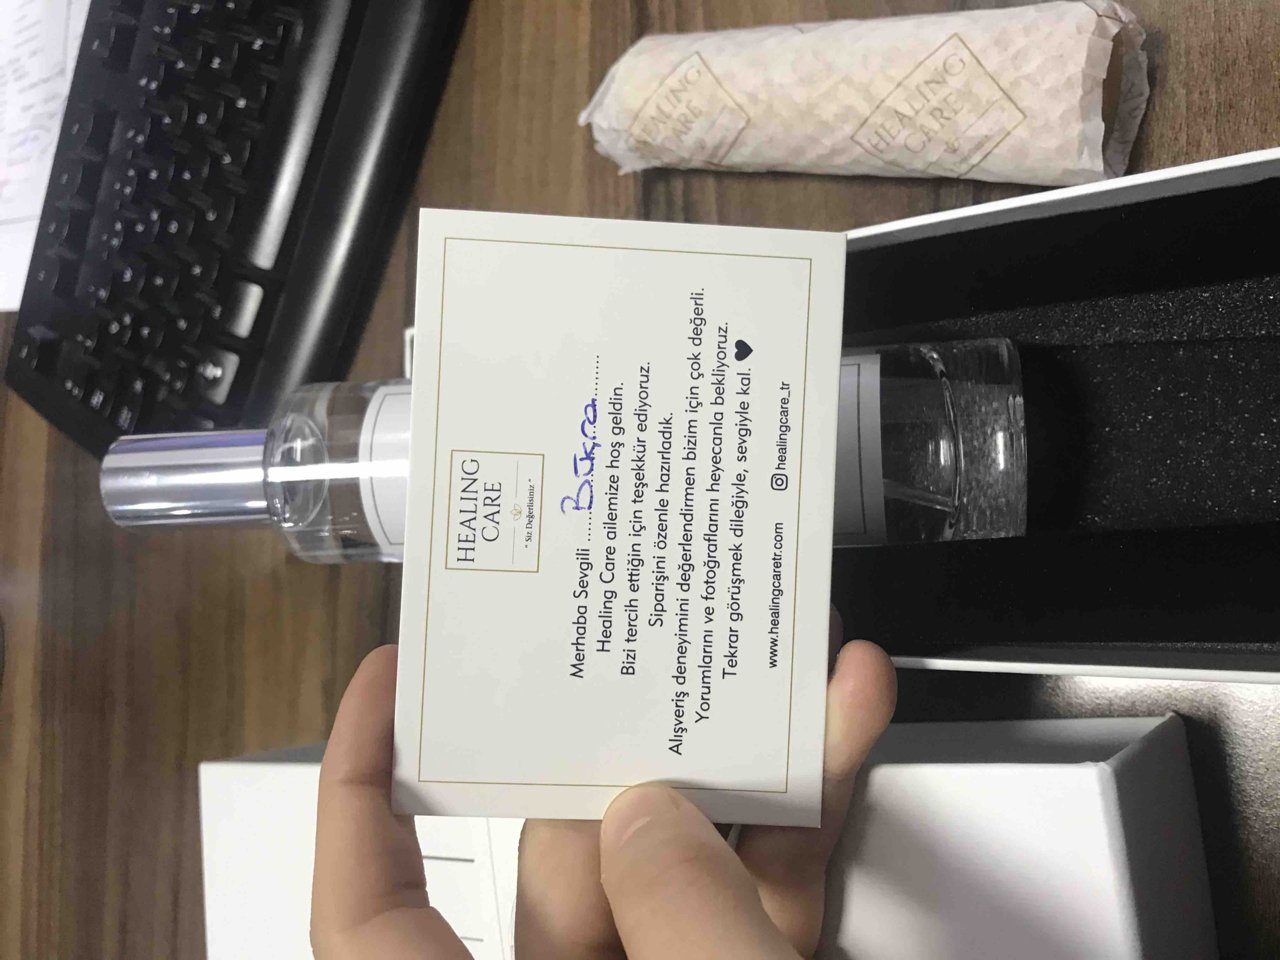 HEALING
CARE
" Siz Değerlisiniz "
Merhaba Sevgili ......Büşra..........
Healing Care ailemize hoş geldin.
Bizi tercih ettiğin için teşekkür ediyoruz.
Siparişini özenle hazırladık.
Alışveriş deneyimini değerlendirmen bizim için çok değerli.
Yorumlarını ve fotoğraflarını heyecanla bekliyoruz.
Tekrar görüşmek dileğiyle, sevgiyle kal. ♥
www.healingcaretr.com healingcare_tr
HEALING
CARE
HEALING
CARE